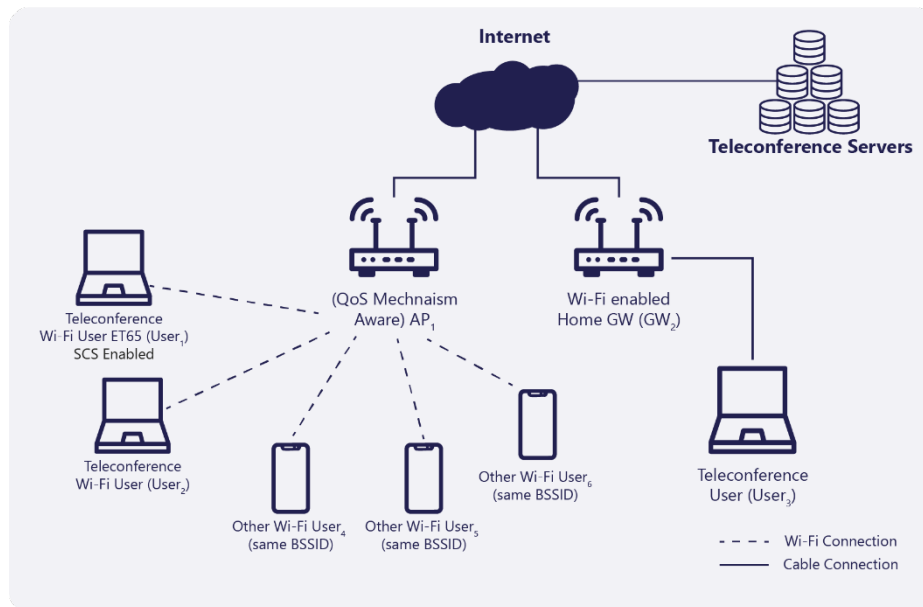 Internet
Teleconference Servers
(QoS Mechnaism
Aware) AP₁
Wi-Fi enabled
Home GW (GW₂)
Teleconference
Wi-Fi User ET65 (User₁)
SCS Enabled
Teleconference
Wi-Fi User (User₂)
Other Wi-Fi User₄
(same BSSID)
Other Wi-Fi User₅
(same BSSID)
Other Wi-Fi User₆
(same BSSID)
Teleconference
User (User₃)
Wi-Fi Connection
Cable Connection